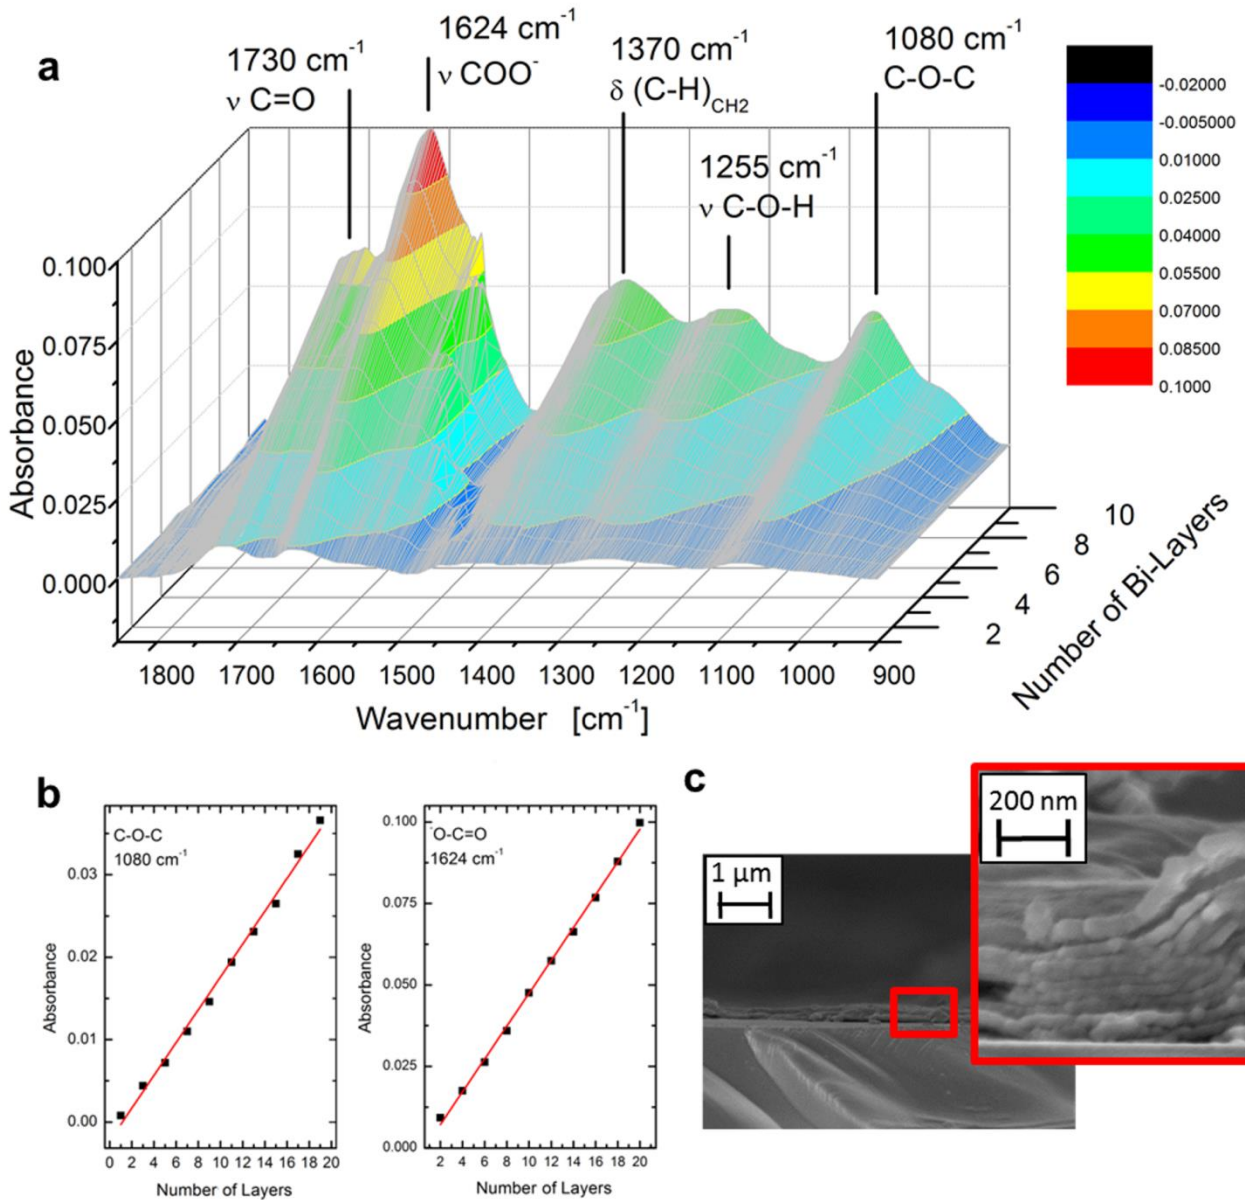 a
1730 cm⁻¹
ν C=O
1624 cm⁻¹
ν COO⁻
1370 cm⁻¹
δ (C-H)CH2
1255 cm⁻¹
ν C-O-H
1080 cm⁻¹
C-O-C
-0.02000
-0.005000
0.01000
0.02500
0.04000
0.05500
0.07000
0.08500
0.1000
0.100
0.075
0.050
0.025
0.000
Absorbance
1800 1700 1600 1500 1400 1300 1200 1100 1000 900
Wavenumber [cm⁻¹]
2 4 6 8 10
Number of Bi-Layers
b
C-O-C
1080 cm⁻¹
0.03
0.02
0.01
0.00
Absorbance
0 2 4 6 8 10 12 14 16 18 20
Number of Layers
⁻O-C=O
1624 cm⁻¹
0.100
0.075
0.050
0.025
0.000
Absorbance
2 4 6 8 10 12 14 16 18 20
Number of Layers
c
1 µm
200 nm